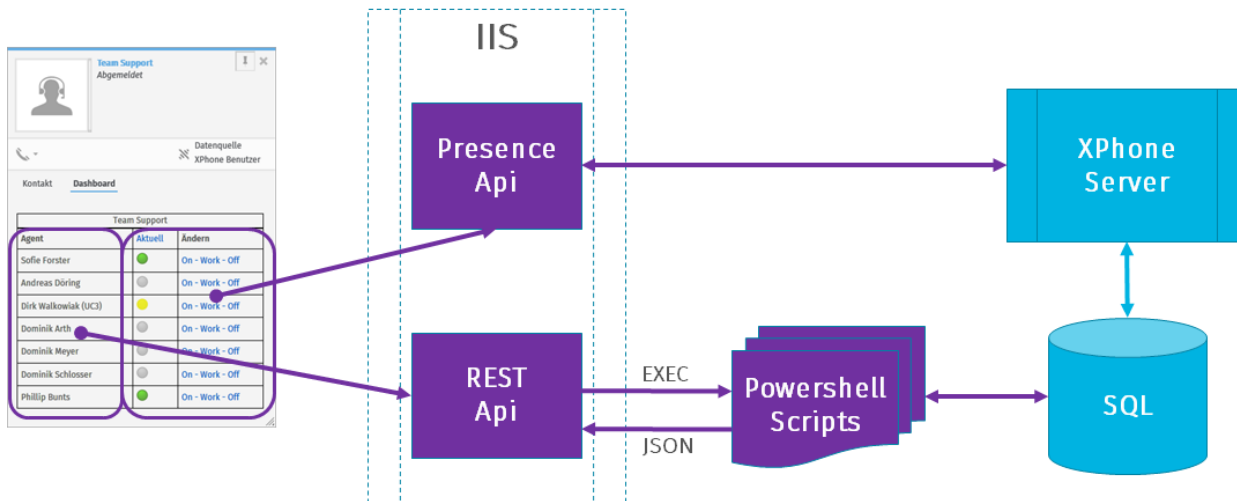 IIS
Team Support
Abgemeldet
Datenquelle
XPhone Benutzer
Kontakt Dashboard
Team Support
Agent Aktuell Ändern
Sofie Forster On - Work - Off
Andreas Döring On - Work - Off
Dirk Walkowiak (UC3) On - Work - Off
Dominik Arth On - Work - Off
Dominik Meyer On - Work - Off
Dominik Schlosser On - Work - Off
Phillip Bunts On - Work - Off
Presence
Api
XPhone
Server
REST
Api
EXEC
JSON
Powershell
Scripts
SQL